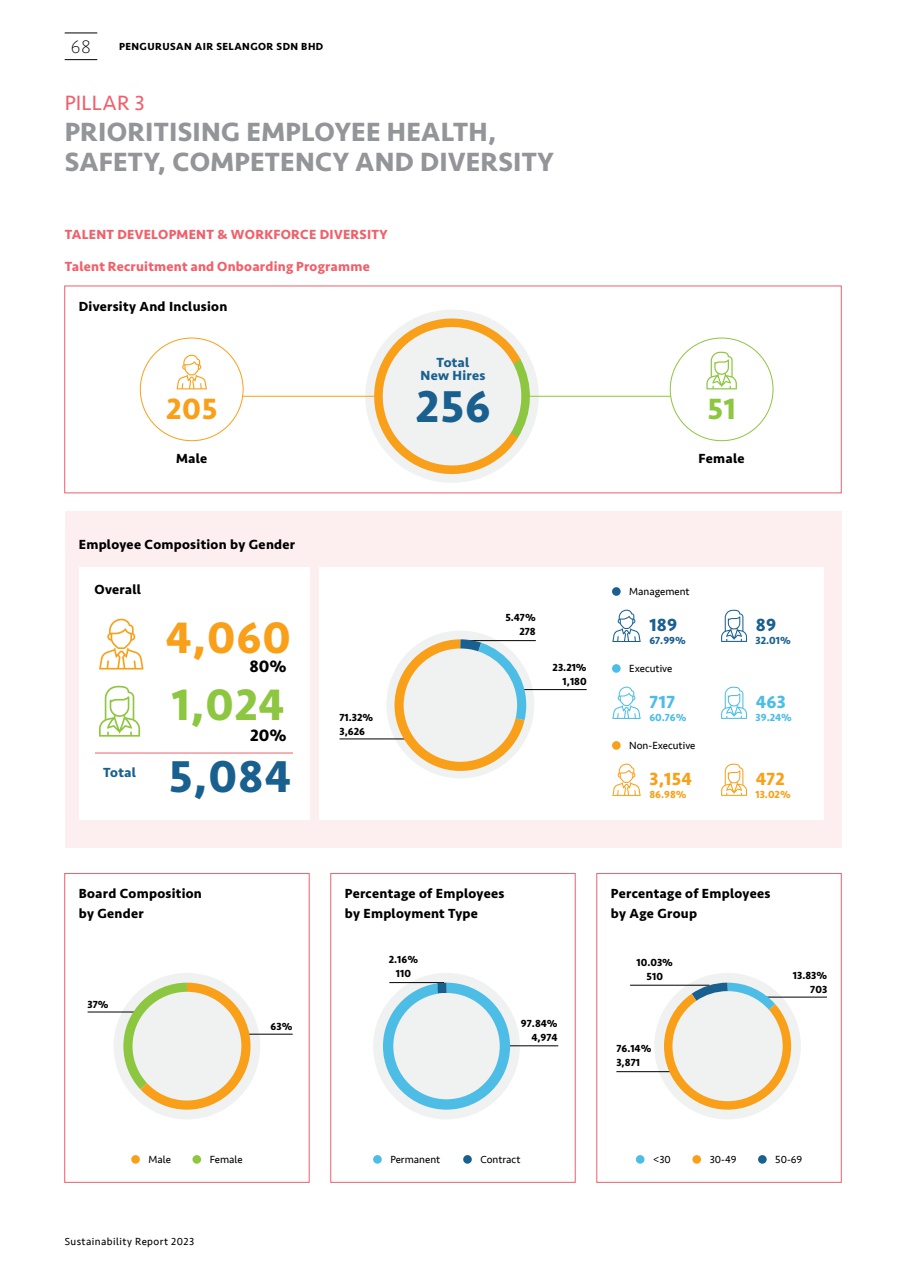 68
PENGURUSAN AIR SELANGOR SDN BHD
PILLAR 3
PRIORITISING EMPLOYEE HEALTH,
SAFETY, COMPETENCY AND DIVERSITY
TALENT DEVELOPMENT & WORKFORCE DIVERSITY
Talent Recruitment and Onboarding Programme
Diversity And Inclusion
205
Male
Total
New Hires
256
51
Female
Employee Composition by Gender
Overall
4,060
80%
1,024
20%
Total
5,084
5.47%
278
23.21%
1,180
71.32%
3,626
Management
189
67.99%
89
32.01%
Executive
717
60.76%
463
39.24%
Non-Executive
3,154
86.98%
472
13.02%
Board Composition
by Gender
37%
63%
Male
Female
Percentage of Employees
by Employment Type
2.16%
110
97.84%
4,974
Permanent
Contract
Percentage of Employees
by Age Group
10.03%
510
13.83%
703
76.14%
3,871
<30
30-49
50-69
Sustainability Report 2023